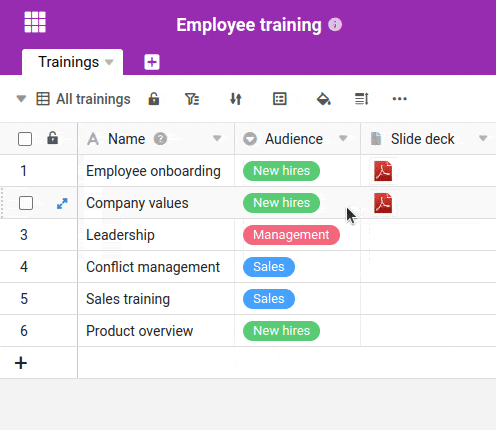 Employee training
Trainings
All trainings
A Name ? Audience Slide deck
1 Employee onboarding New hires
Company values New hires
3 Leadership Management
4 Conflict management Sales
5 Sales training Sales
6 Product overview New hires